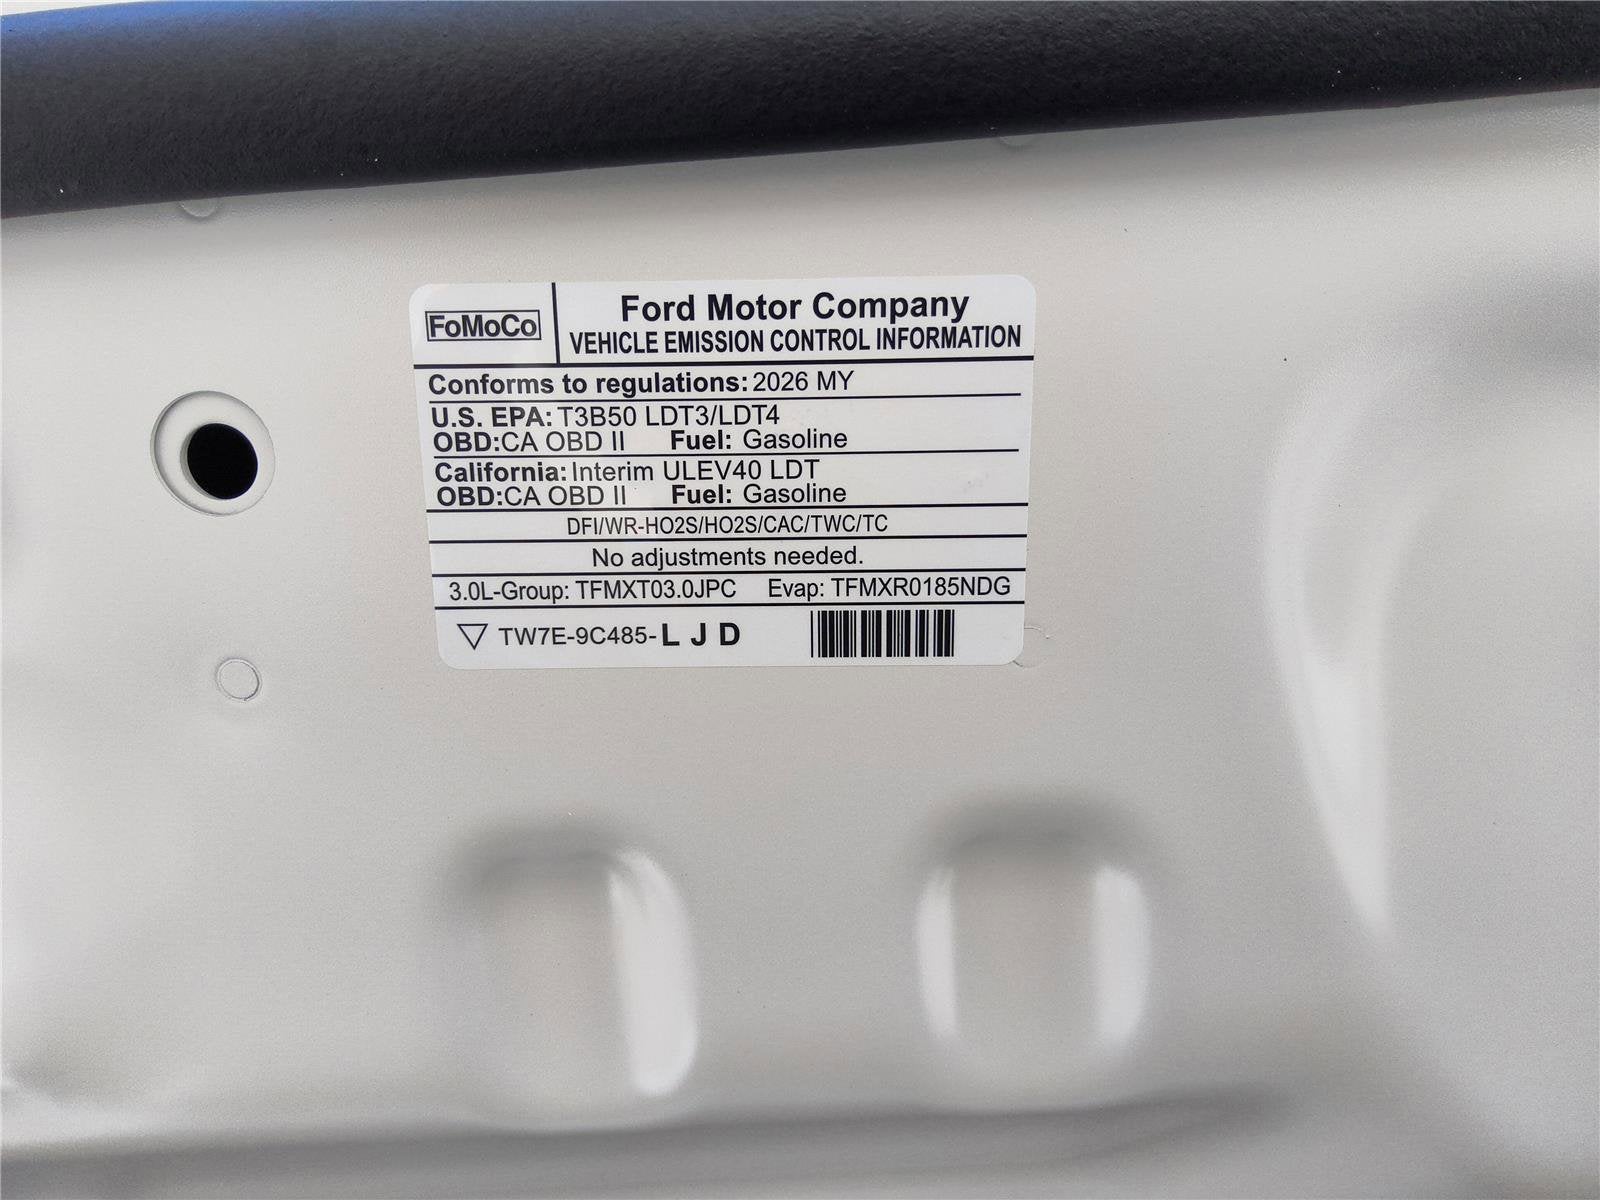 FoMoCo
Ford Motor Company
VEHICLE EMISSION CONTROL INFORMATION
Conforms to regulations: 2026 MY
U.S. EPA: T3B50 LDT3/LDT4
OBD:CA OBD II Fuel: Gasoline
California: Interim ULEV40 LDT
OBD:CA OBD II Fuel: Gasoline
DFI/WR-HO2S/HO2S/CAC/TWC/TC
No adjustments needed.
3.0L-Group: TFMXT03.0JPC Evap: TFMXR0185NDG
TW7E-9C485-L J D